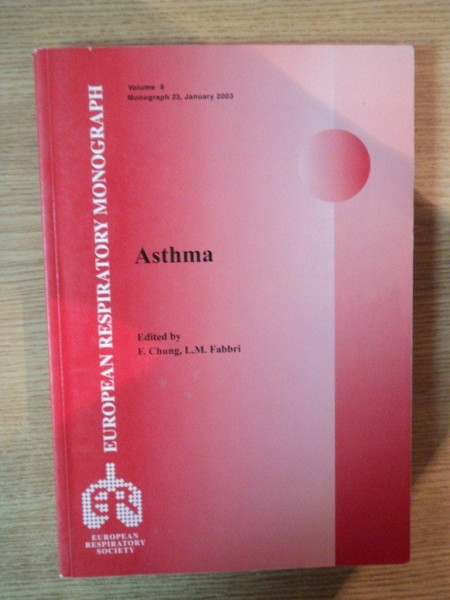 Volume 8
Monograph 23, January 2003
EUROPEAN RESPIRATORY MONOGRAPH
Asthma
Edited by
F. Chung, L.M. Fabbri
EUROPEAN
RESPIRATORY
SOCIETY